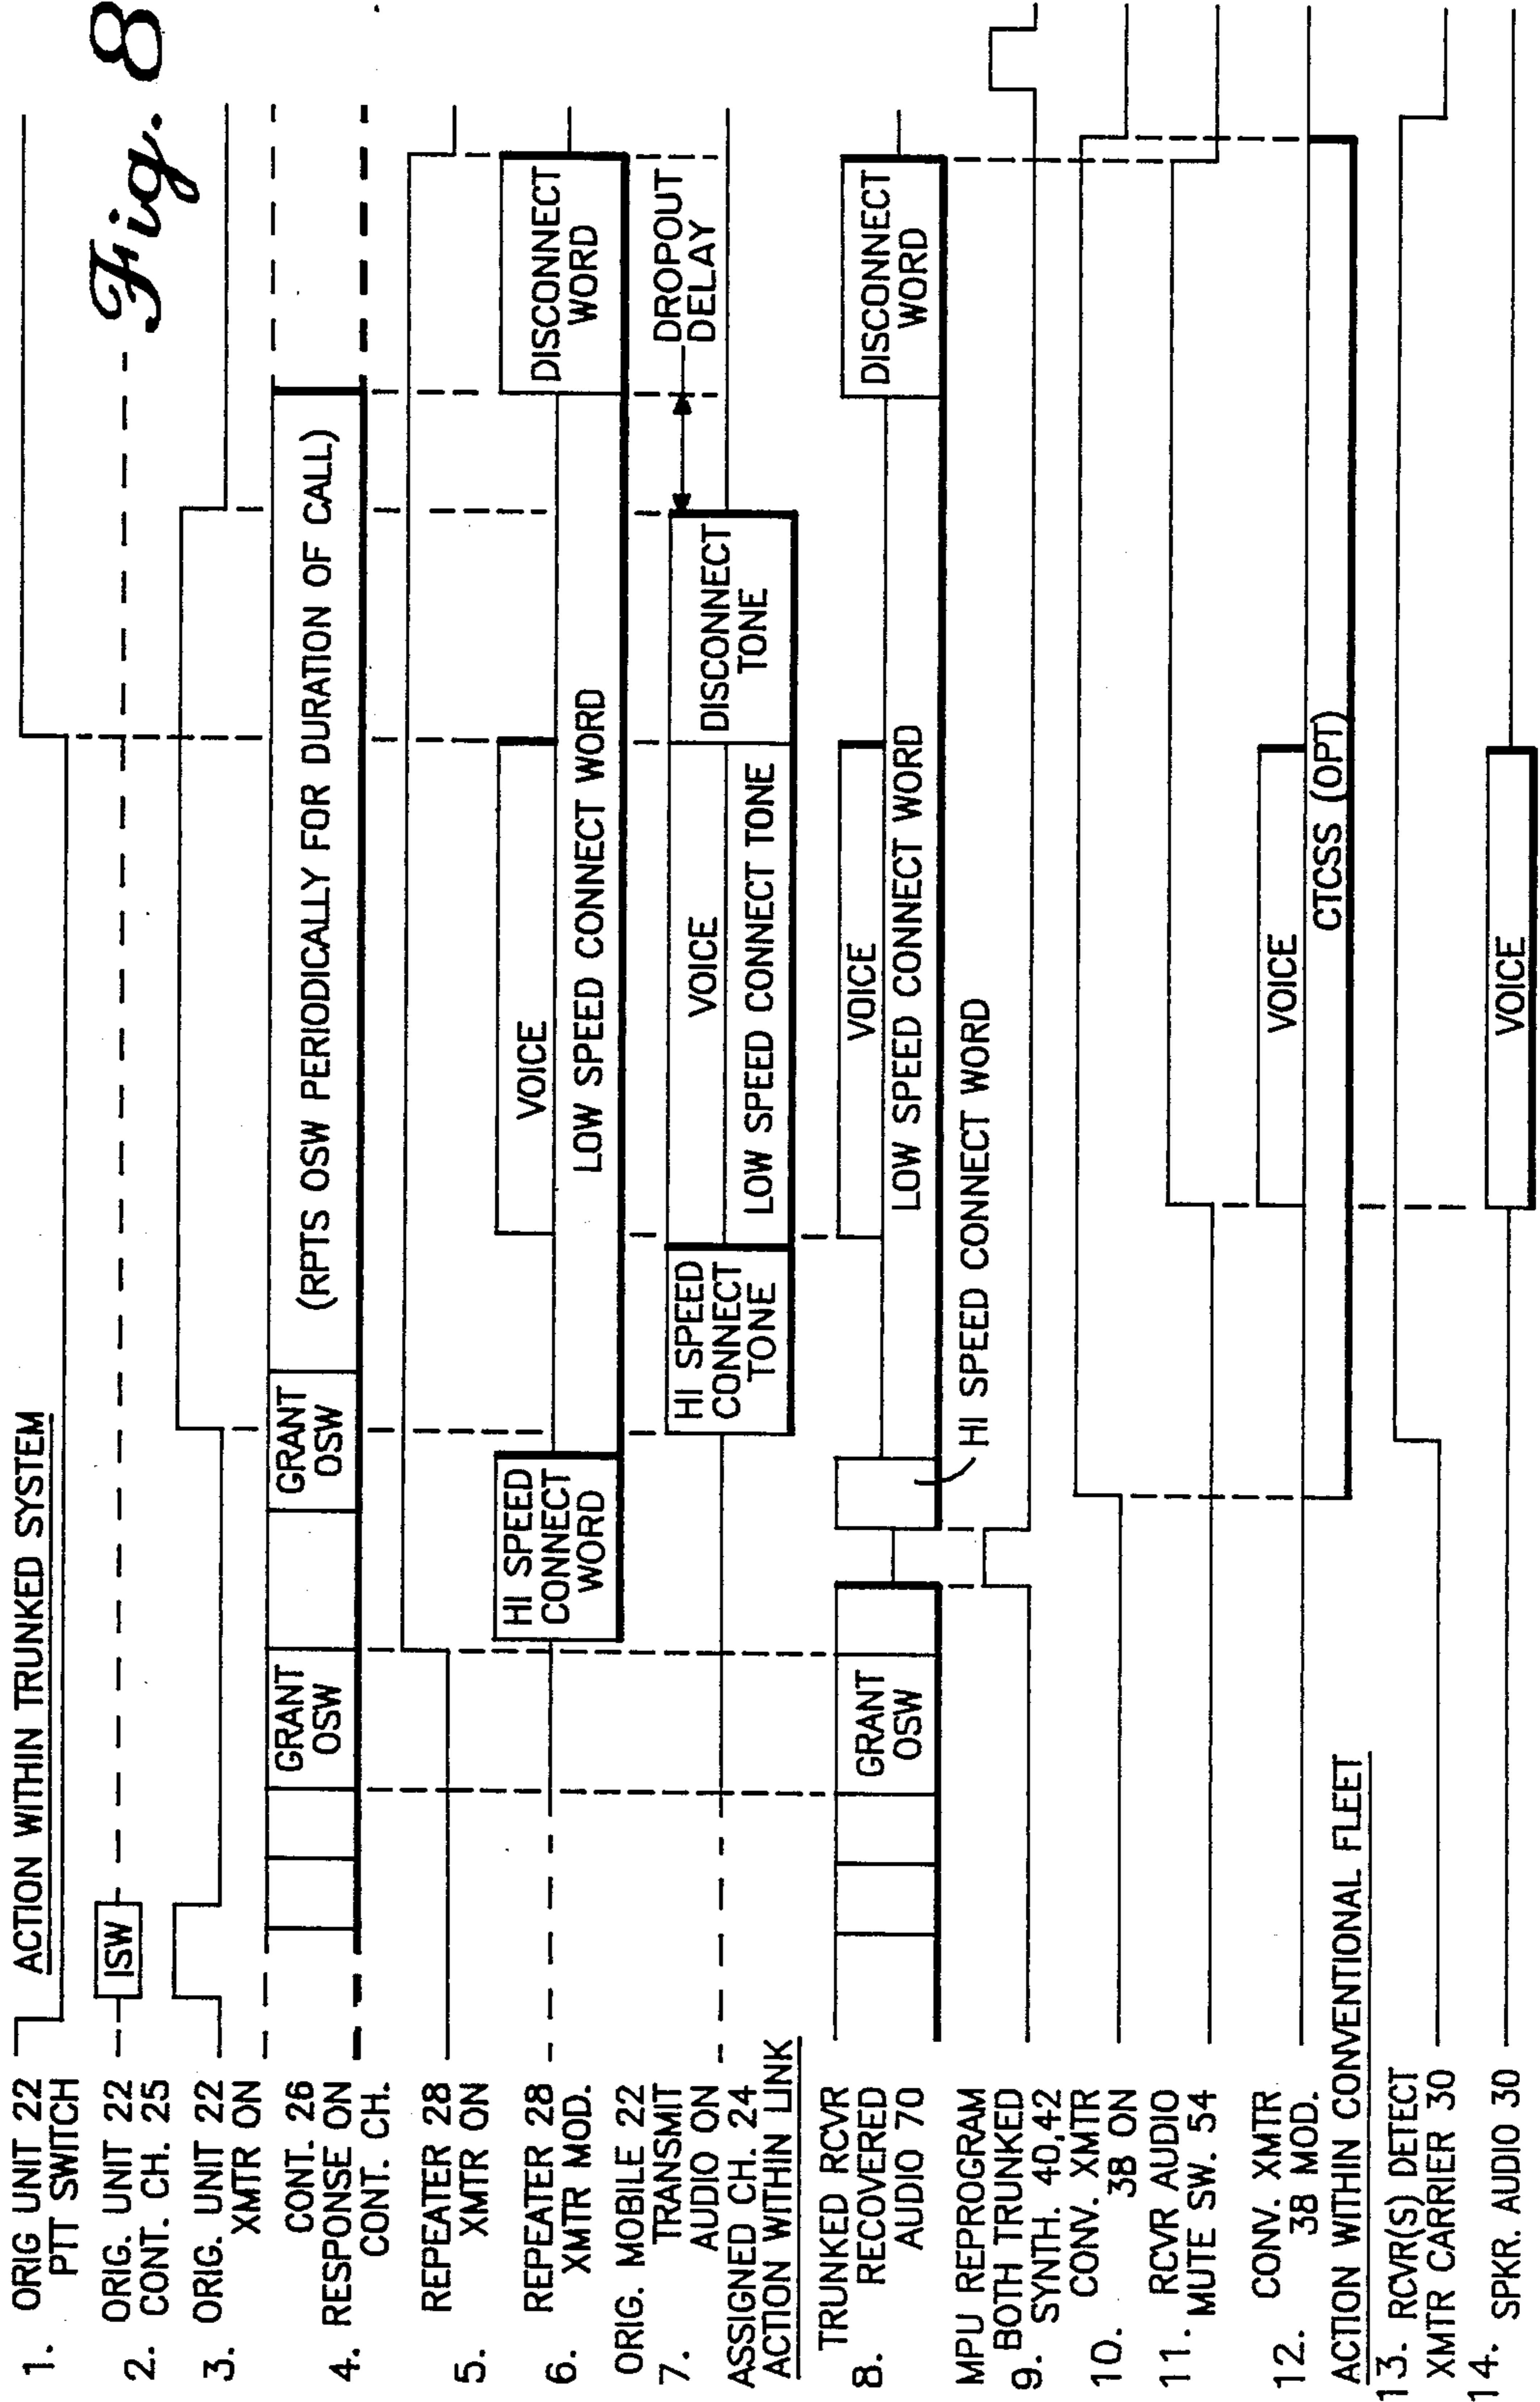 Fig. 8
ACTION WITHIN TRUNKED SYSTEM
1. ORIG UNIT 22
PTT SWITCH
2. ORIG. UNIT 22
CONT. CH. 25
ISW
3. ORIG. UNIT 22
XMTR ON
CONT. 26
4. RESPONSE ON
CONT. CH.
GRANT
OSW
GRANT
OSW
(RPTS OSW PERIODICALLY FOR DURATION OF CALL)
5. REPEATER 28
XMTR ON
6. REPEATER 28
XMTR MOD.
HI SPEED
CONNECT
WORD
VOICE
LOW SPEED CONNECT WORD
DISCONNECT
WORD
ORIG. MOBILE 22
7. TRANSMIT
AUDIO ON
ASSIGNED CH. 24
HI SPEED
CONNECT
TONE
VOICE
LOW SPEED CONNECT TONE
DISCONNECT
TONE
DROPOUT
DELAY
ACTION WITHIN LINK
TRUNKED RCVR
8. RECOVERED
AUDIO 70
GRANT
OSW
HI SPEED CONNECT WORD
VOICE
LOW SPEED CONNECT WORD
DISCONNECT
WORD
MPU REPROGRAM
9. BOTH TRUNKED
SYNTH. 40,42
10. CONV. XMTR
38 ON
11. RCVR AUDIO
MUTE SW. 54
12. CONV. XMTR
38 MOD.
VOICE
CTCSS (OPT)
ACTION WITHIN CONVENTIONAL FLEET
13. RCVR(S) DETECT
XMTR CARRIER 30
14. SPKR. AUDIO 30
VOICE